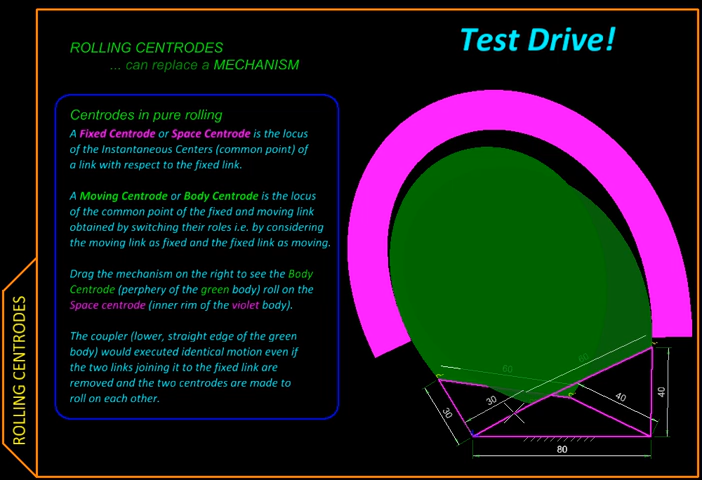 ROLLING CENTRODES
... can replace a MECHANISM
Test Drive!
Centrodes in pure rolling
A Fixed Centrode or Space Centrode is the locus
of the Instantaneous Centers (common point) of
a link with respect to the fixed link.
A Moving Centrode or Body Centrode is the locus
of the common point of the fixed and moving link
obtained by switching their roles i.e. by considering
the moving link as fixed and the fixed link as moving.
Drag the mechanism on the right to see the Body
Centrode (perphery of the green body) roll on the
Space centrode (inner rim of the violet body).
The coupler (lower, straight edge of the green
body) would executed identical motion even if
the two links joining it to the fixed link are
removed and the two centrodes are made to
roll on each other.
ROLLING CENTRODES
60
60
30
30
40
40
80